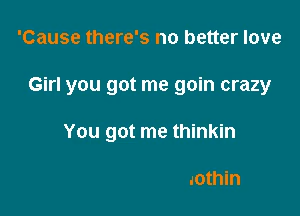 'Cause there's no better love
Girl you got me goin crazy
You got me thinkin